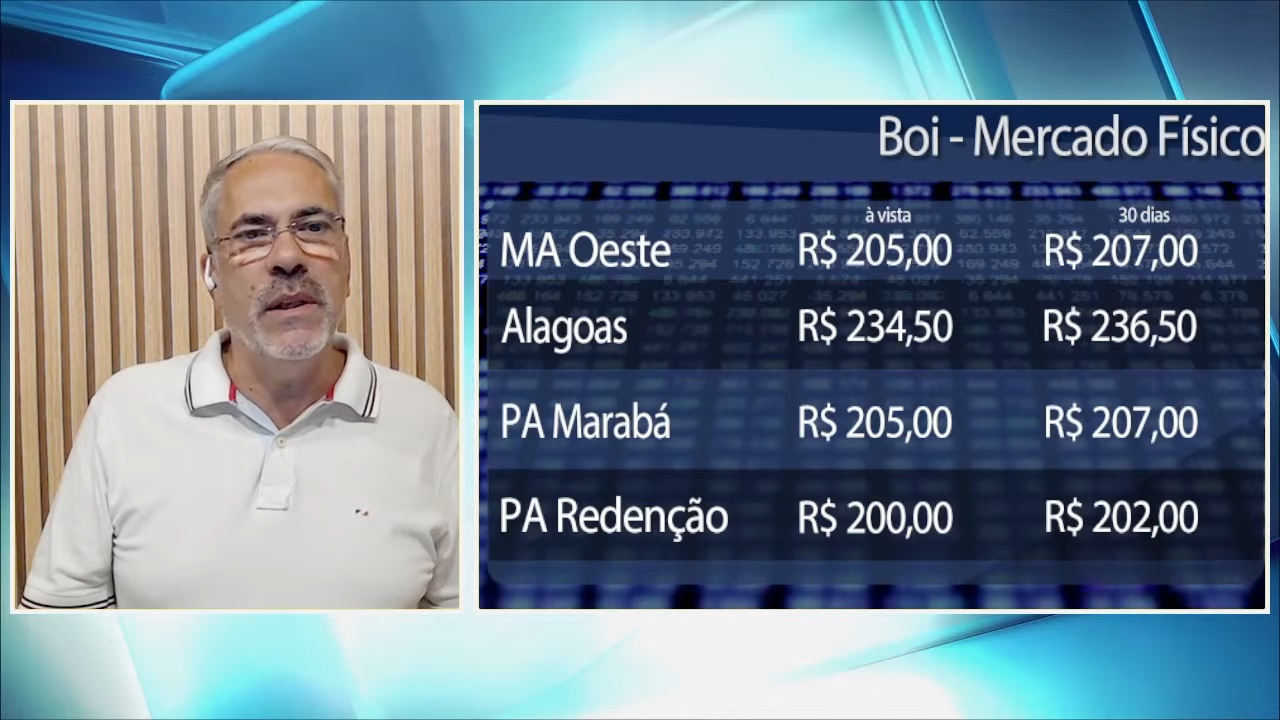 Boi - Mercado Físico
à vista 30 dias
MA Oeste R$ 205,00 R$ 207,00
Alagoas R$ 234,50 R$ 236,50
PA Marabá R$ 205,00 R$ 207,00
PA Redenção R$ 200,00 R$ 202,00